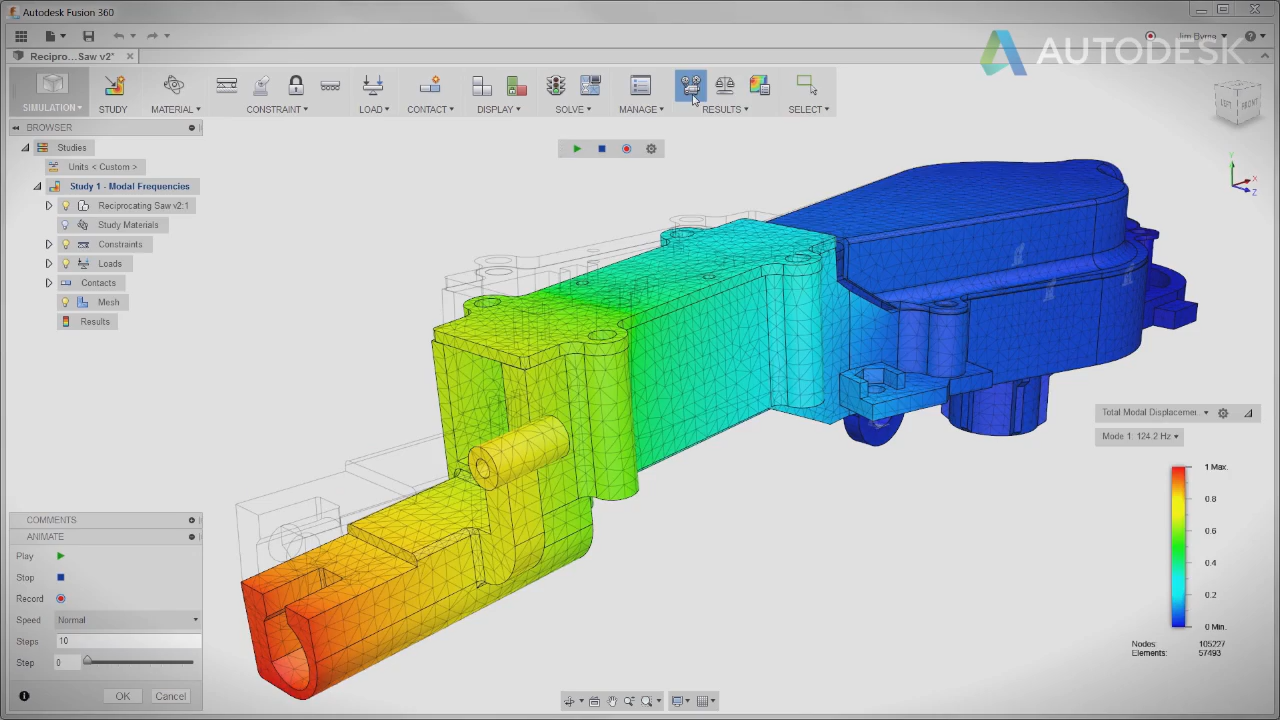 Autodesk Fusion 360
AUTODESK
Jim Byrne
Recipro...Saw v2*
SIMULATION
STUDY
MATERIAL
CONSTRAINT
LOAD
CONTACT
DISPLAY
SOLVE
MANAGE
RESULTS
SELECT
LEFT
FRONT
BROWSER
Studies
Units < Custom >
Study 1 - Modal Frequencies
Reciprocating Saw v2:1
Study Materials
Constraints
Loads
Contacts
Mesh
Results
Y
X
Z
Total Modal Displacemen
Mode 1: 124.2 Hz
1 Max.
0.8
0.6
0.4
0.2
0 Min.
Nodes: 105227
Elements: 57493
COMMENTS
ANIMATE
Play
Stop
Record
Speed Normal
Steps 10
Step 0
OK Cancel